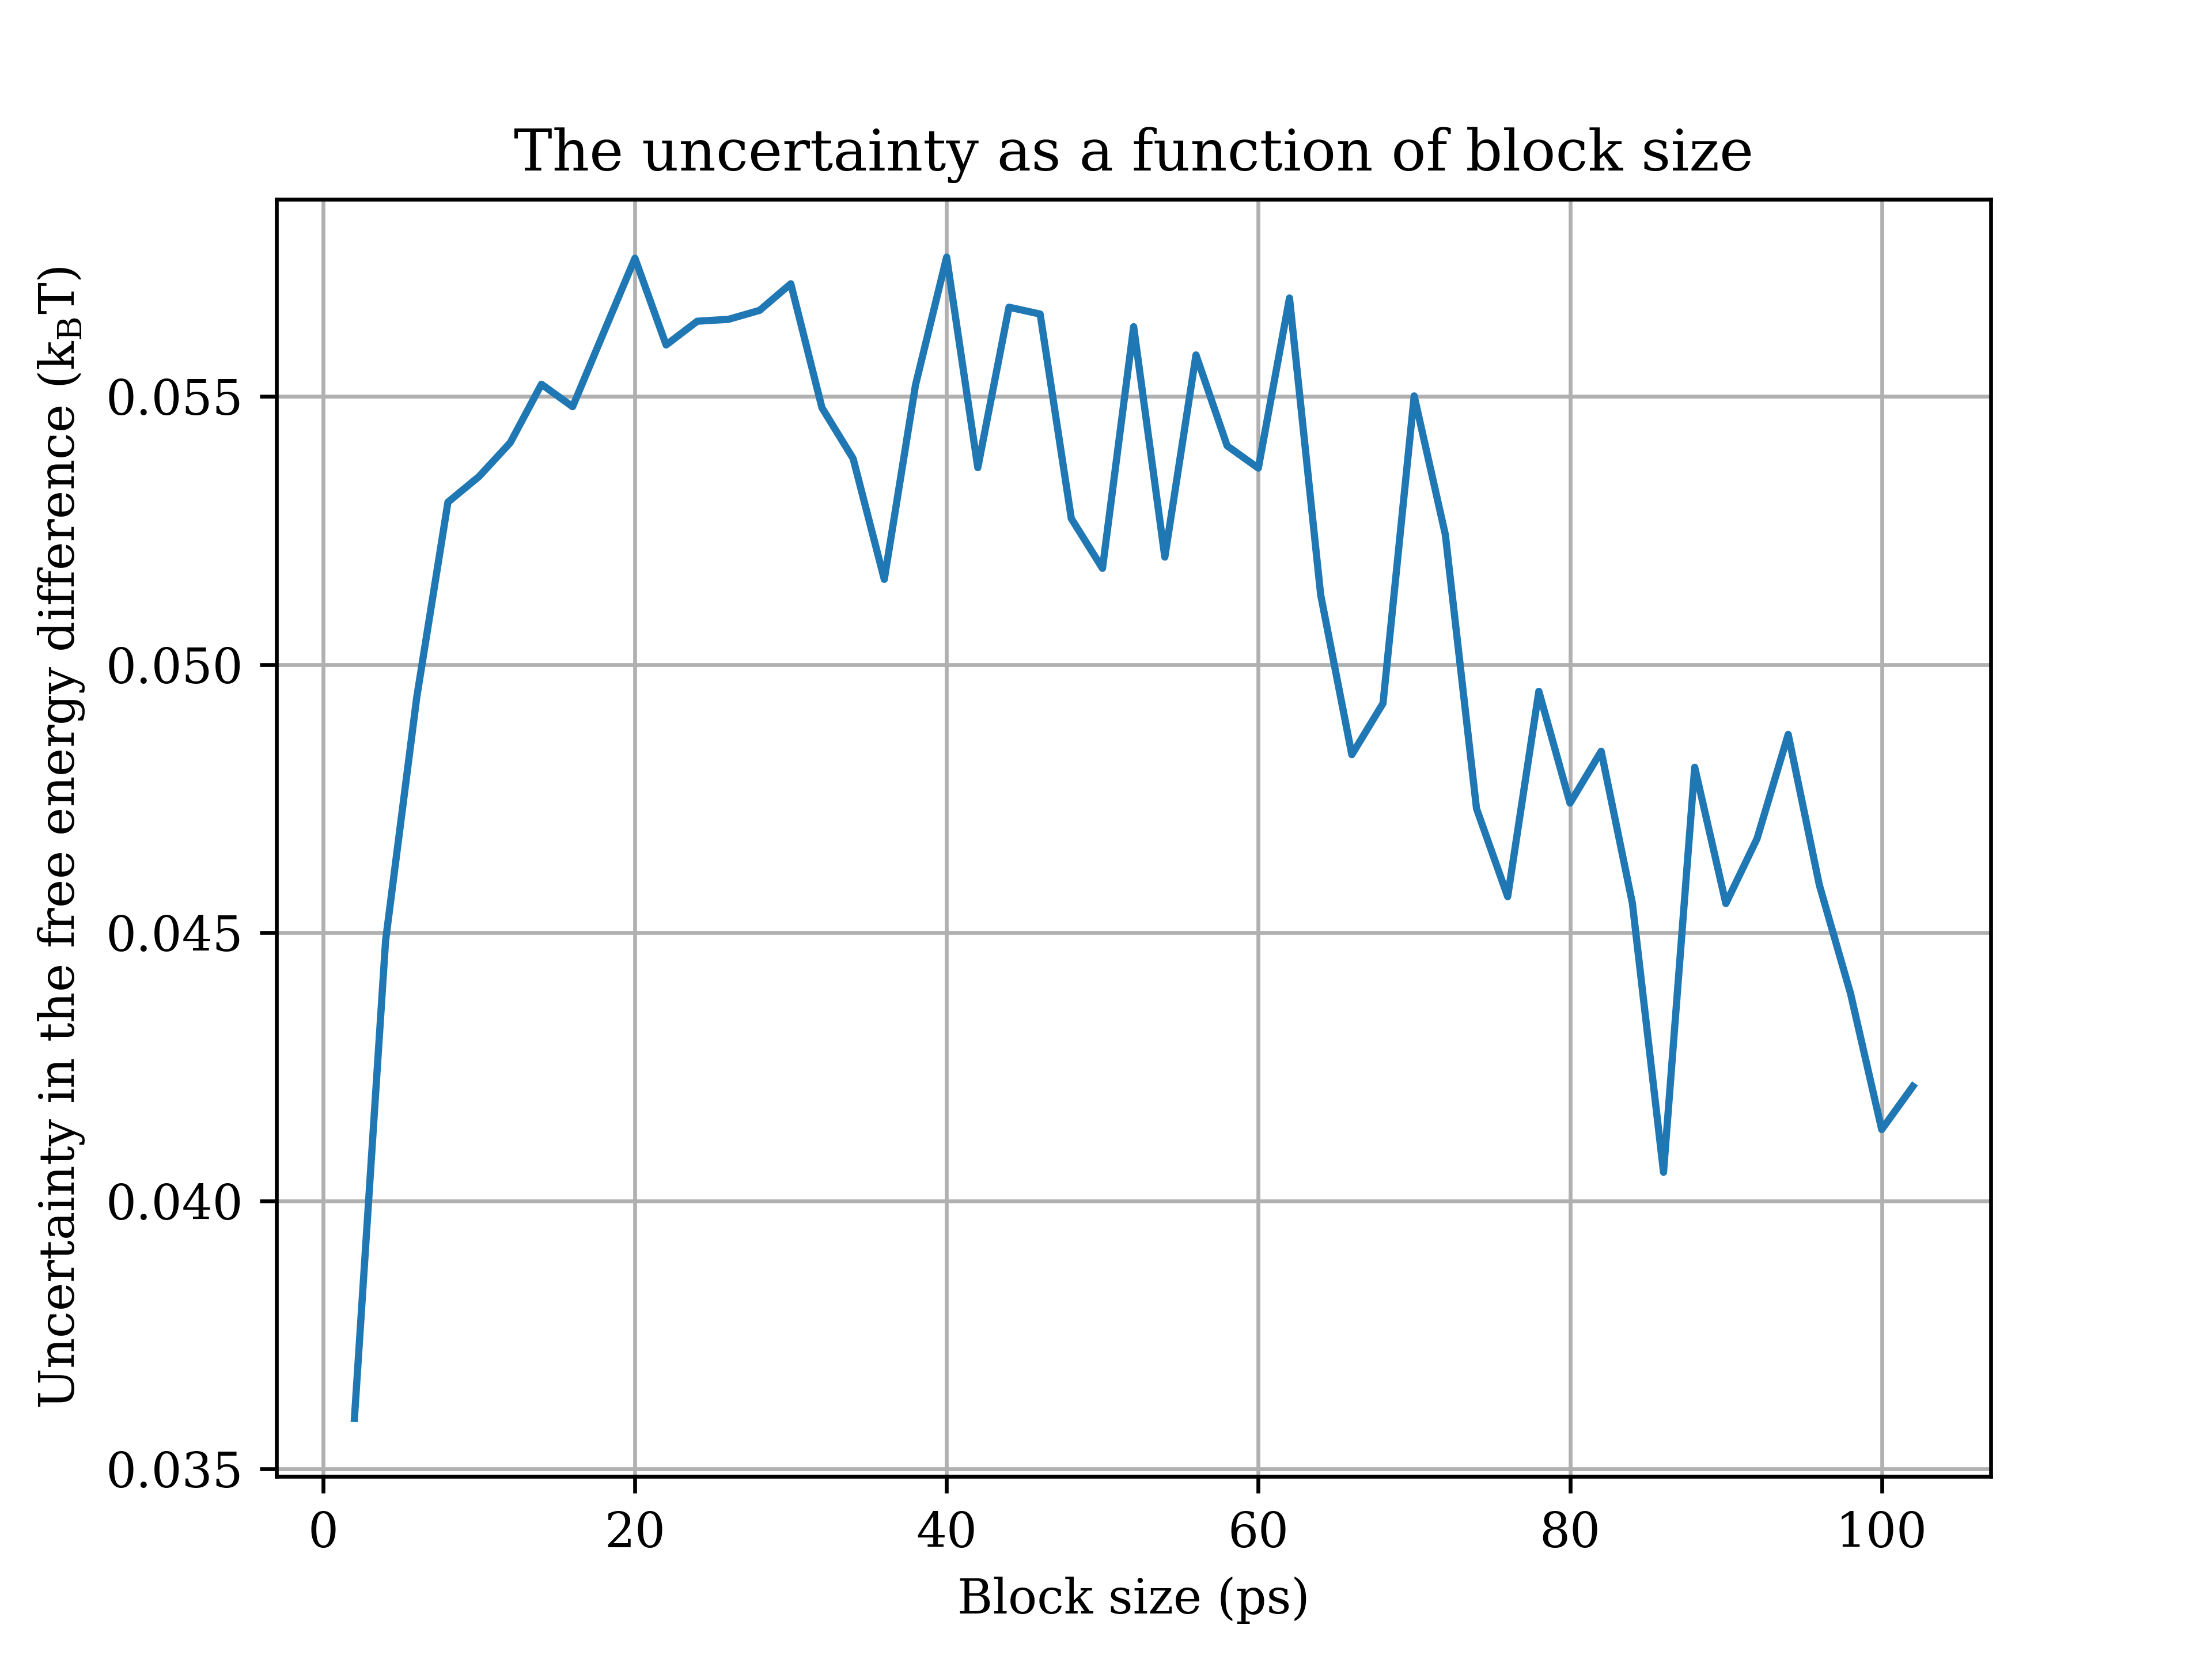 The uncertainty as a function of block size
Uncertainty in the free energy difference (k_BT)
0.055
0.050
0.045
0.040
0.035
0 20 40 60 80 100
Block size (ps)